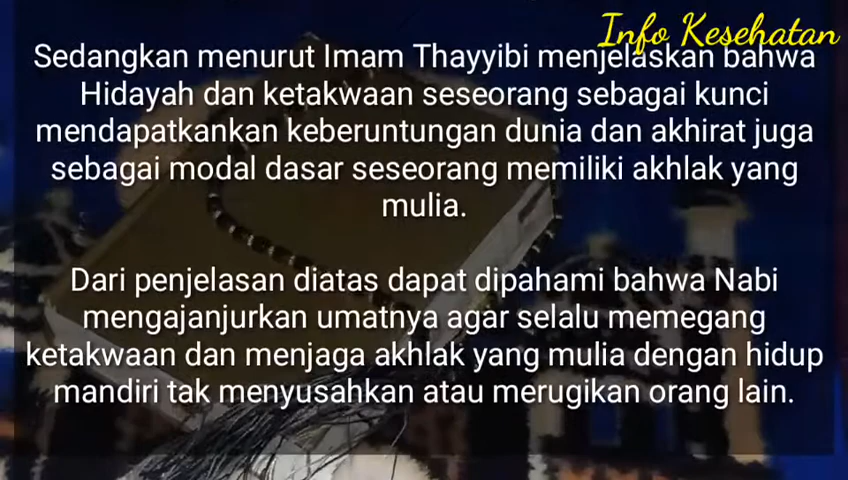 Info Kesehatan
Sedangkan menurut Imam Thayyibi menjelaskan bahwa
Hidayah dan ketakwaan seseorang sebagai kunci
mendapatkankan keberuntungan dunia dan akhirat juga
sebagai modal dasar seseorang memiliki akhlak yang
mulia.
Dari penjelasan diatas dapat dipahami bahwa Nabi
mengajanjurkan umatnya agar selalu memegang
ketakwaan dan menjaga akhlak yang mulia dengan hidup
mandiri tak menyusahkan atau merugikan orang lain.